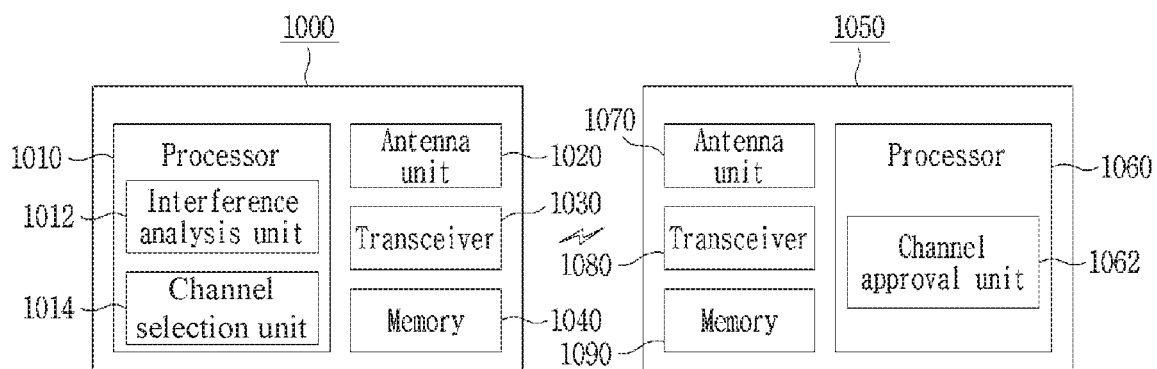 1000
1050
1010
Processor
1012
Interference
analysis unit
1014
Channel
selection unit
Antenna
unit
1020
Transceiver
1030
Memory
1040
1070
Antenna
unit
1080
Transceiver
1090
Memory
Processor
1060
Channel
approval unit
1062